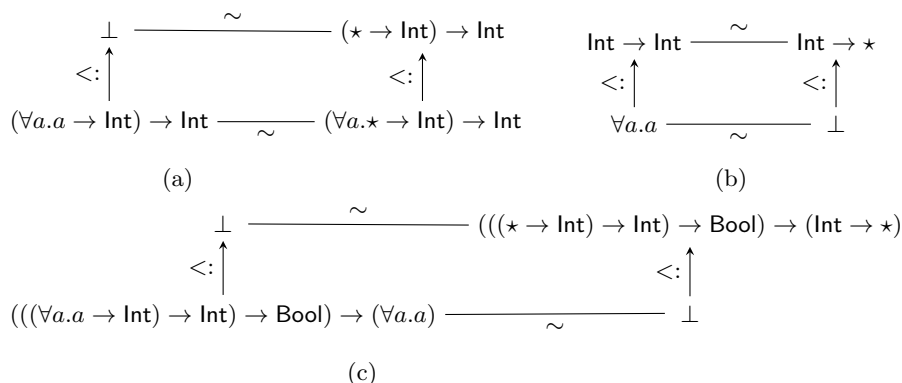 ⊥ ∼ (⋆ → Int) → Int
<: <:
(∀a.a → Int) → Int ∼ (∀a.⋆ → Int) → Int
(a)
Int → Int ∼ Int → ⋆
<: <:
∀a.a ∼ ⊥
(b)
⊥ ∼ (((⋆ → Int) → Int) → Bool) → (Int → ⋆)
<: <:
(((∀a.a → Int) → Int) → Bool) → (∀a.a) ∼ ⊥
(c)